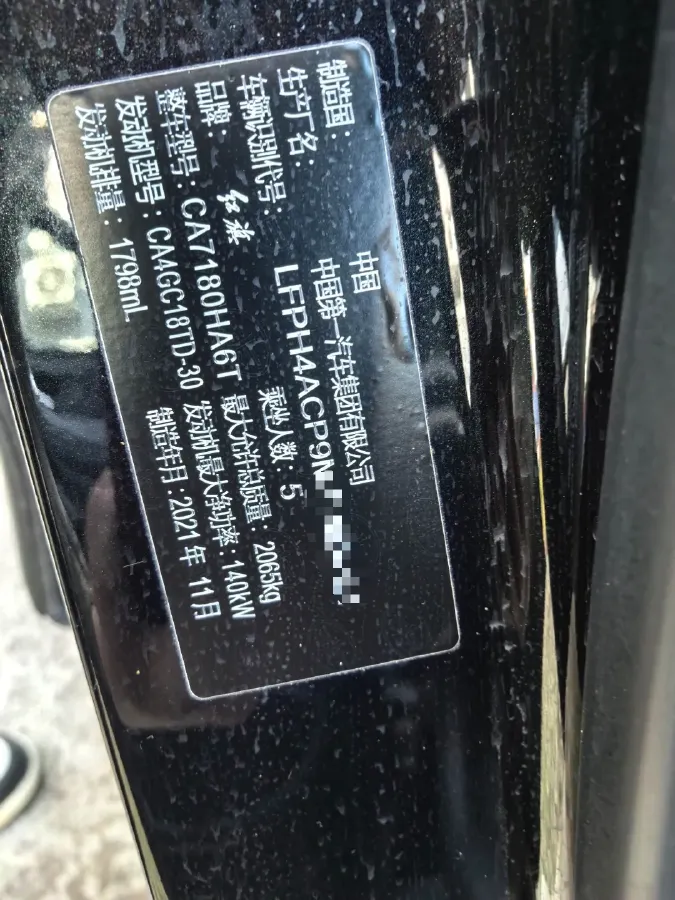 制造国： 中国
生产厂名： 中国第一汽车集团有限公司
车辆识别代号： LFPH4ACP9N
品牌： 红旗 乘坐人数：5
整车型号：CA7180HA6T 最大允许总质量：2065kg
发动机型号：CA4GC18TD-30 发动机最大净功率：140kW
发动机排量：1798mL 制造年月：2021 年 11月